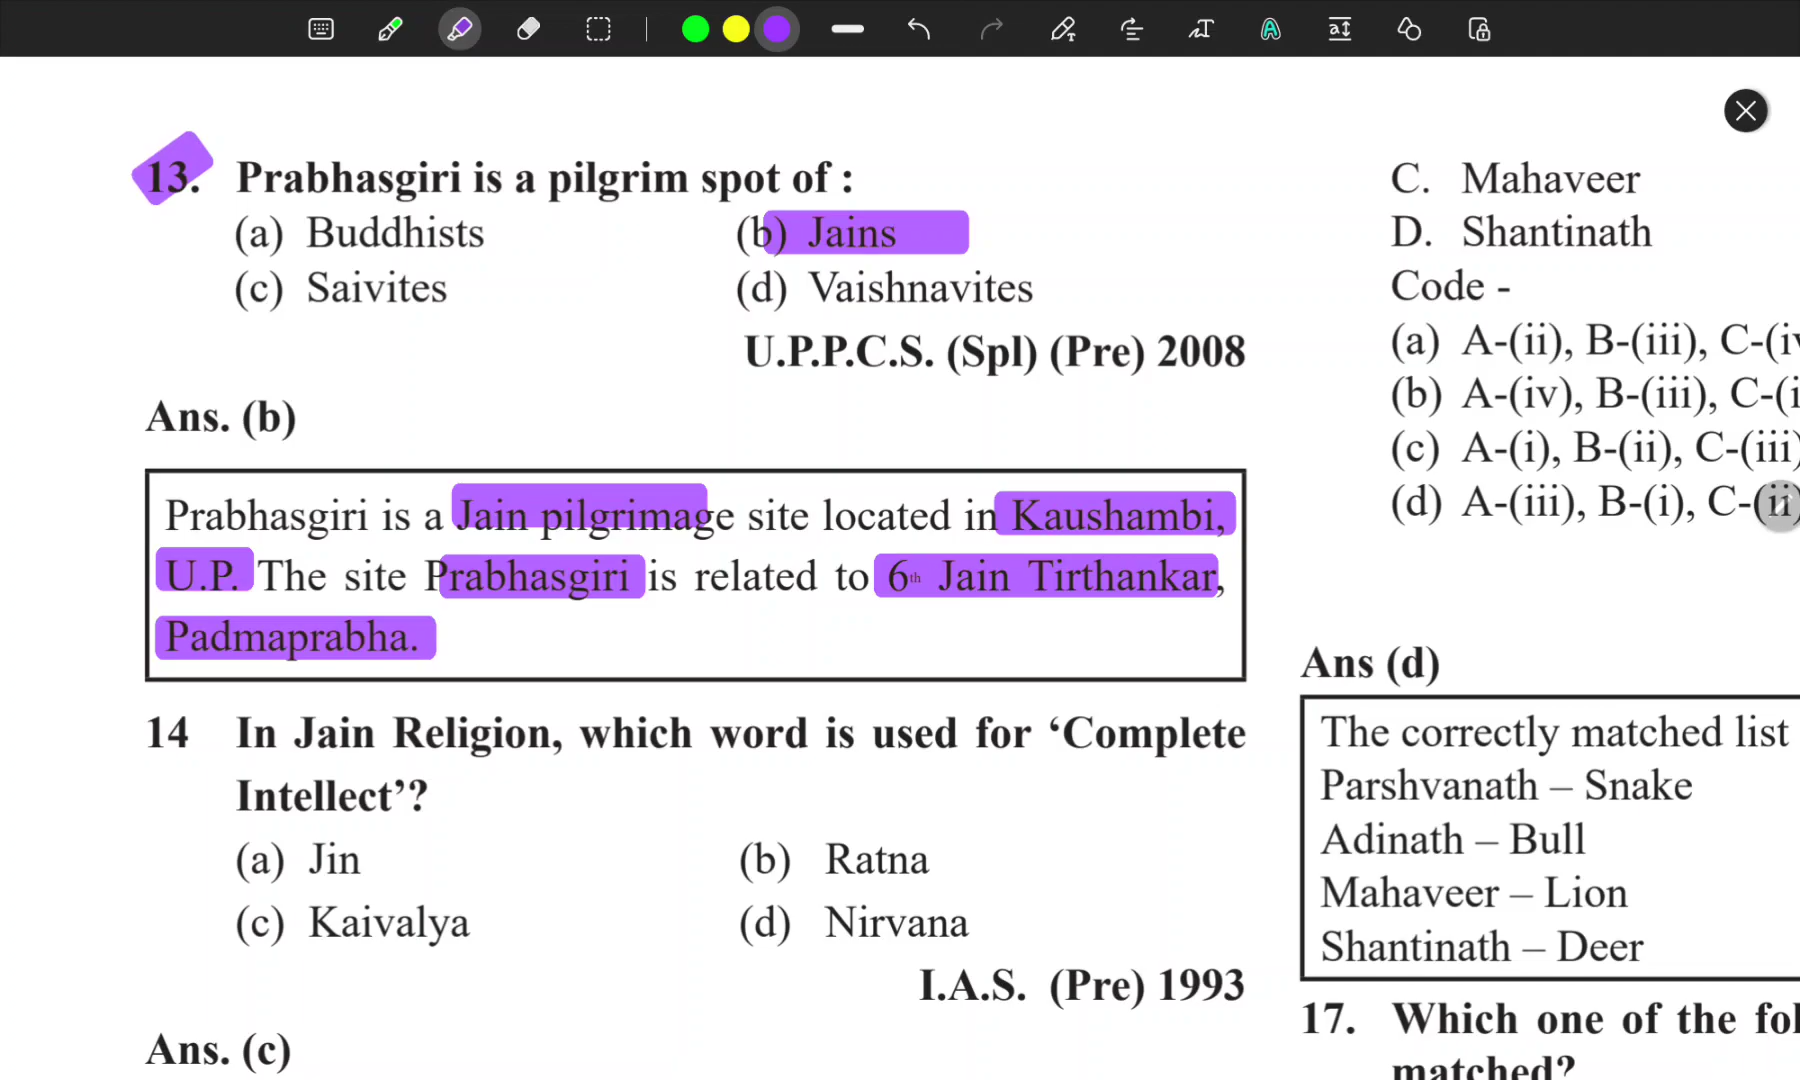 13. Prabhasgiri is a pilgrim spot of :
(a) Buddhists (b) Jains
(c) Saivites (d) Vaishnavites
U.P.P.C.S. (Spl) (Pre) 2008
Ans. (b)
Prabhasgiri is a Jain pilgrimage site located in Kaushambi,
U.P. The site Prabhasgiri is related to 6th Jain Tirthankar,
Padmaprabha.
14 In Jain Religion, which word is used for ‘Complete
Intellect’?
(a) Jin (b) Ratna
(c) Kaivalya (d) Nirvana
I.A.S. (Pre) 1993
Ans. (c)
C. Mahaveer
D. Shantinath
Code -
(a) A-(ii), B-(iii), C-(iv
(b) A-(iv), B-(iii), C-(i
(c) A-(i), B-(ii), C-(iii)
(d) A-(iii), B-(i), C-(ii)
Ans (d)
The correctly matched list
Parshvanath – Snake
Adinath – Bull
Mahaveer – Lion
Shantinath – Deer
17. Which one of the fol
matched?